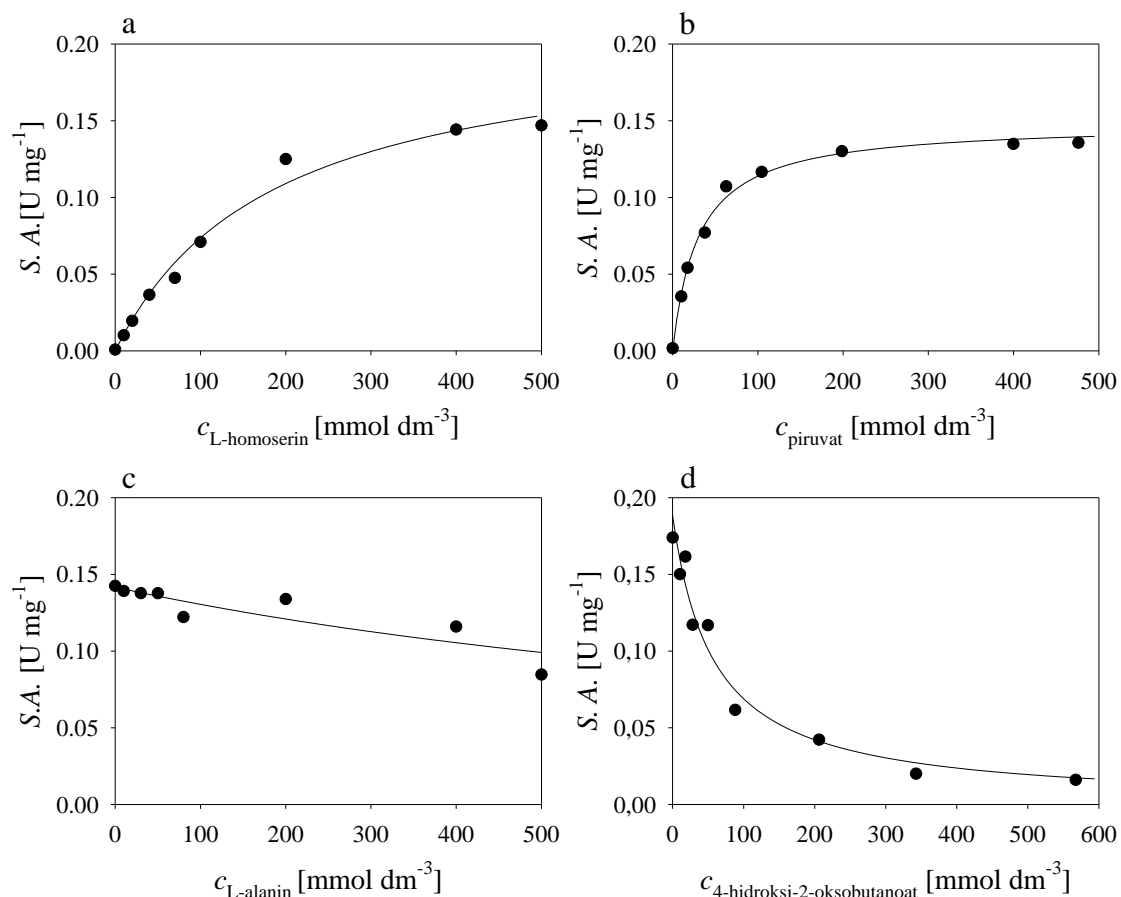 a
0.20
0.15
0.10
0.05
0.00
S. A.[U mg-1]
0 100 200 300 400 500
cL-homoserin [mmol dm-3]
b
0.20
0.15
0.10
0.05
0.00
S. A. [U mg-1]
0 100 200 300 400 500
cpiruvat [mmol dm-3]
c
0.20
0.15
0.10
0.05
0.00
S.A. [U mg-1]
0 100 200 300 400 500
cL-alanin [mmol dm-3]
d
0,20
0,15
0,10
0,05
0,00
S. A. [U mg-1]
0 100 200 300 400 500 600
c4-hidroksi-2-oksobutanoat [mmol dm-3]